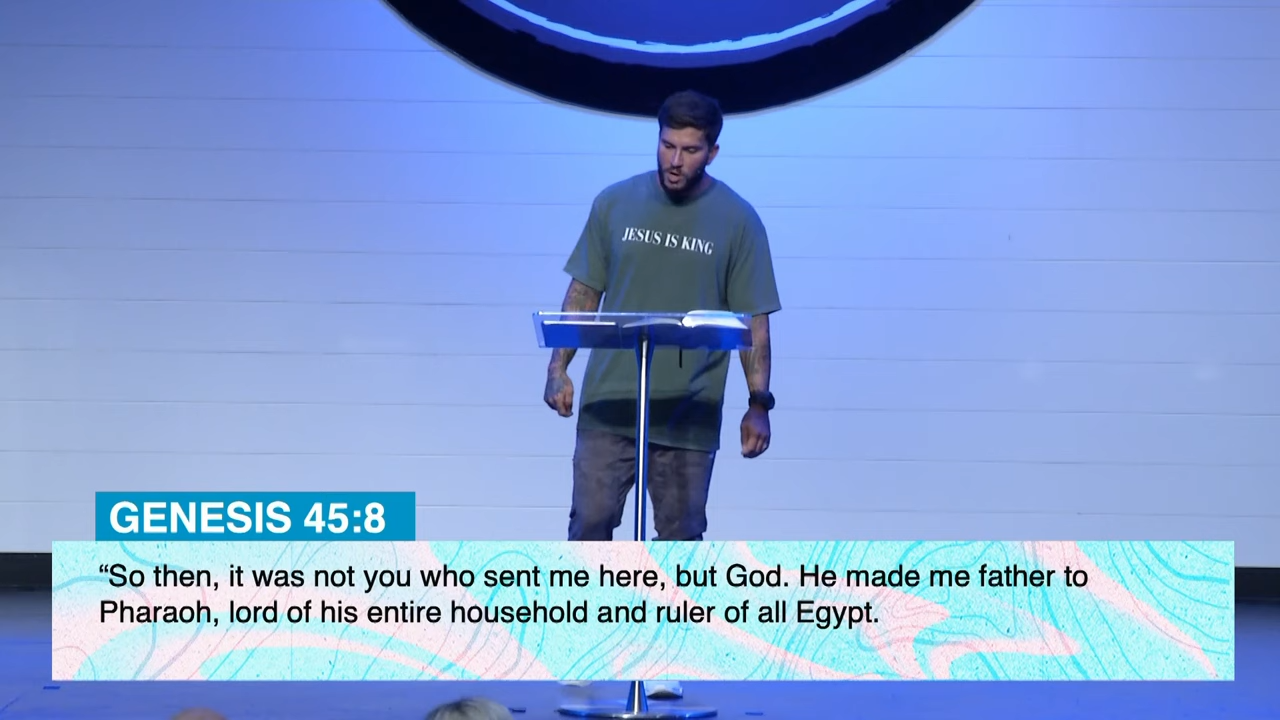 JESUS IS KING
GENESIS 45:8
“So then, it was not you who sent me here, but God. He made me father to
Pharaoh, lord of his entire household and ruler of all Egypt.